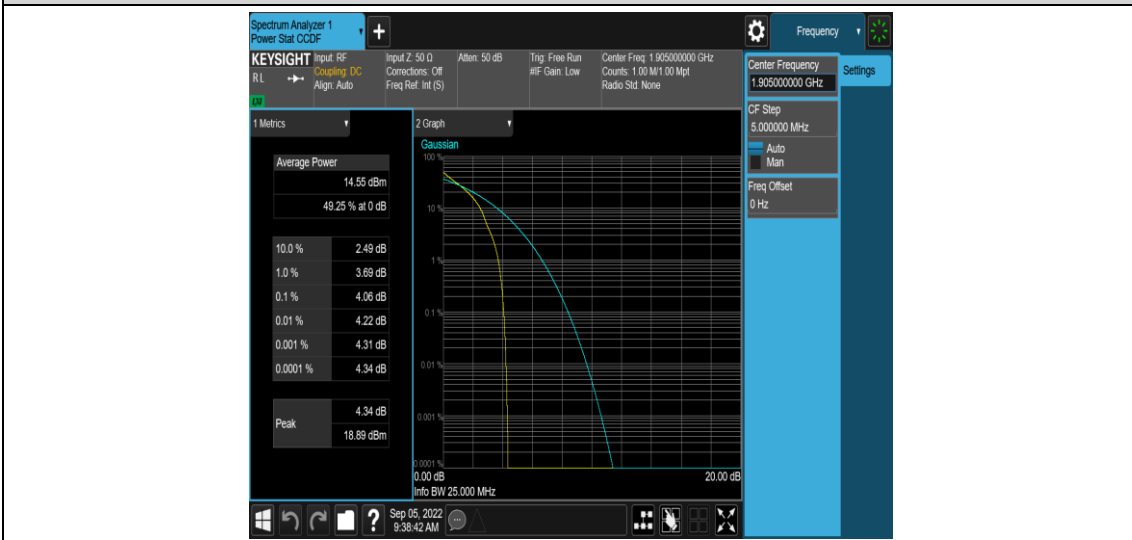 Spectrum Analyzer 1
Power Stat CCDF
+
Frequency
KEYSIGHT
RL
LXI
Input: RF
Coupling: DC
Align: Auto
Input Z: 50 Ω
Corrections: Off
Freq Ref: Int (S)
Atten: 50 dB
Trig: Free Run
#IF Gain: Low
Center Freq: 1.905000000 GHz
Counts: 1.00 M/1.00 Mpt
Radio Std: None
Center Frequency
1.905000000 GHz
Settings
CF Step
5.000000 MHz
Auto
Man
Freq Offset
0 Hz
1 Metrics
Average Power
14.55 dBm
49.25 % at 0 dB
10.0 % 2.49 dB
1.0 % 3.69 dB
0.1 % 4.06 dB
0.01 % 4.22 dB
0.001 % 4.31 dB
0.0001 % 4.34 dB
Peak
4.34 dB
18.89 dBm
2 Graph
Gaussian
100 %
10 %
1 %
0.1 %
0.01 %
0.001 %
0.0001 %
0.00 dB 20.00 dB
Info BW 25.000 MHz
?
Sep 05, 2022
9:38:42 AM